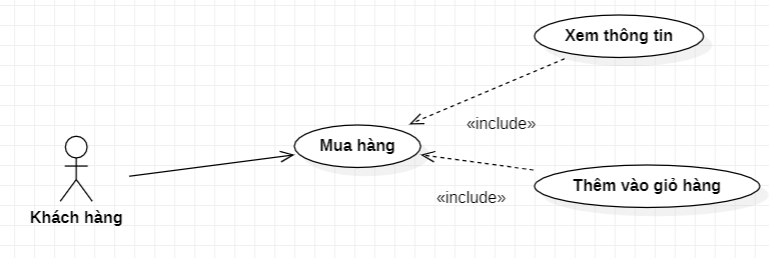 Xem thông tin
«include»
Mua hàng
Thêm vào giỏ hàng
«include»
Khách hàng